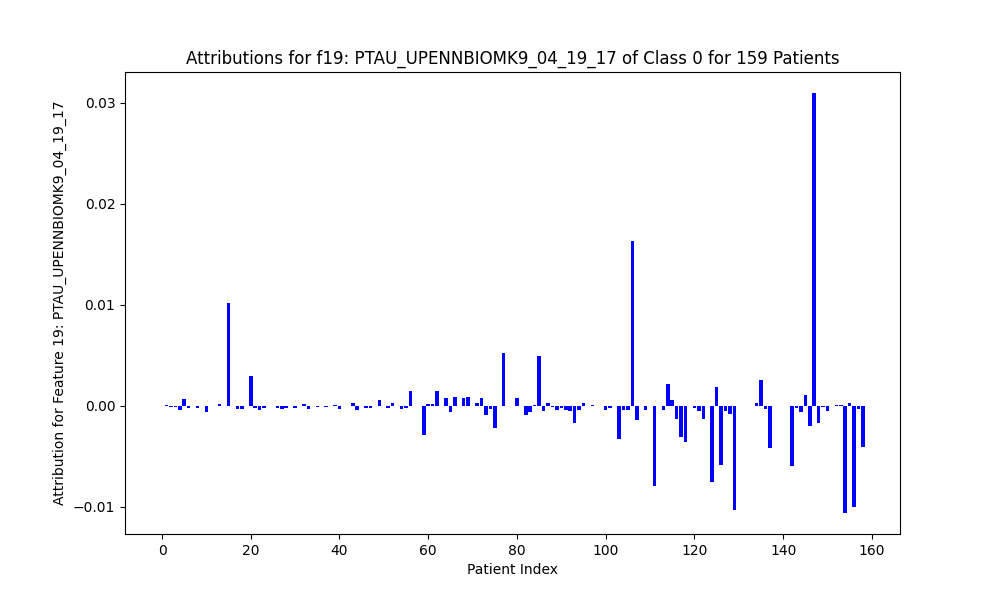 Attributions for f19: PTAU_UPENNBIOMK9_04_19_17 of Class 0 for 159 Patients
Attribution for Feature 19: PTAU_UPENNBIOMK9_04_19_17
0.03
0.02
0.01
0.00
−0.01
0 20 40 60 80 100 120 140 160
Patient Index